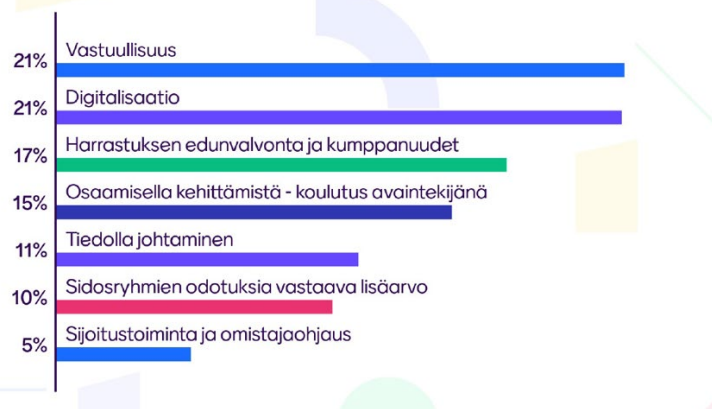 Vastuullisuus
21%
Digitalisaatio
21%
Harrastuksen edunvalvonta ja kumppanuudet
17%
Osaamisella kehittämistä - koulutus avaintekijänä
15%
Tiedolla johtaminen
11%
Sidosryhmien odotuksia vastaava lisäarvo
10%
Sijoitustoiminta ja omistajaohjaus
5%